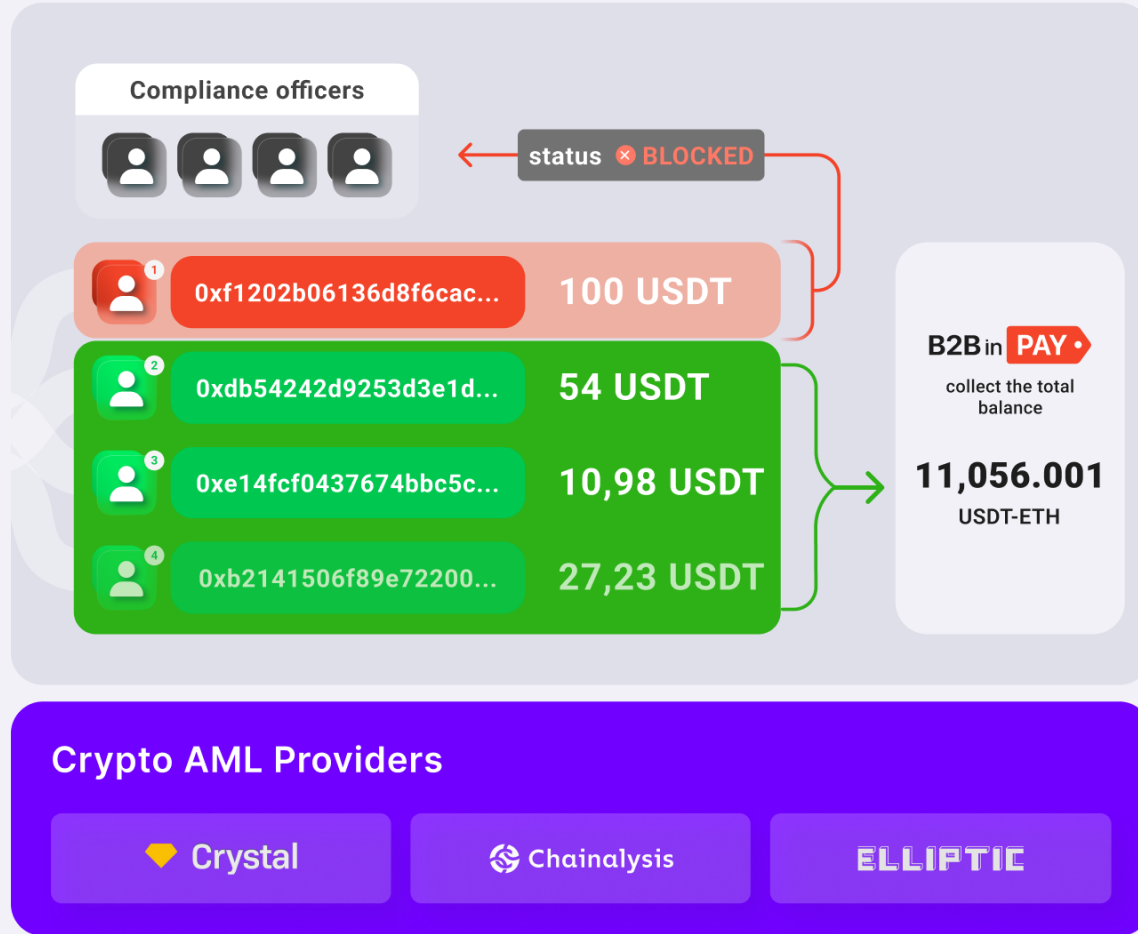 Compliance officers
status BLOCKED
1
0xf1202b06136d8f6cac... 100 USDT
2
0xdb54242d9253d3e1d... 54 USDT
3
0xe14fcf0437674bbc5c... 10,98 USDT
4
0xb2141506f89e72200... 27,23 USDT
B2B in PAY
collect the total
balance
11,056.001
USDT-ETH
Crypto AML Providers
Crystal
Chainalysis
ELLIPTIC